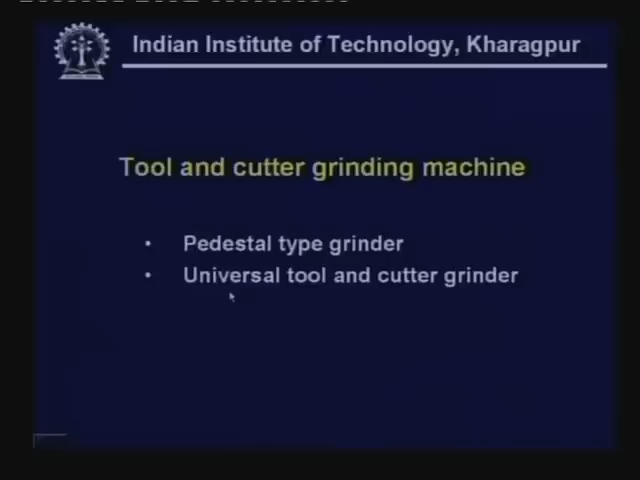 Indian Institute of Technology, Kharagpur
Tool and cutter grinding machine
• Pedestal type grinder
• Universal tool and cutter grinder